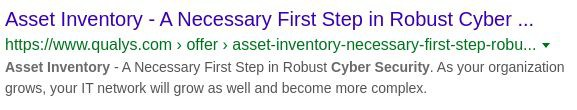 Asset Inventory - A Necessary First Step in Robust Cyber ...
https://www.qualys.com › offer › asset-inventory-necessary-first-step-robu...
Asset Inventory - A Necessary First Step in Robust Cyber Security. As your organization
grows, your IT network will grow as well and become more complex.